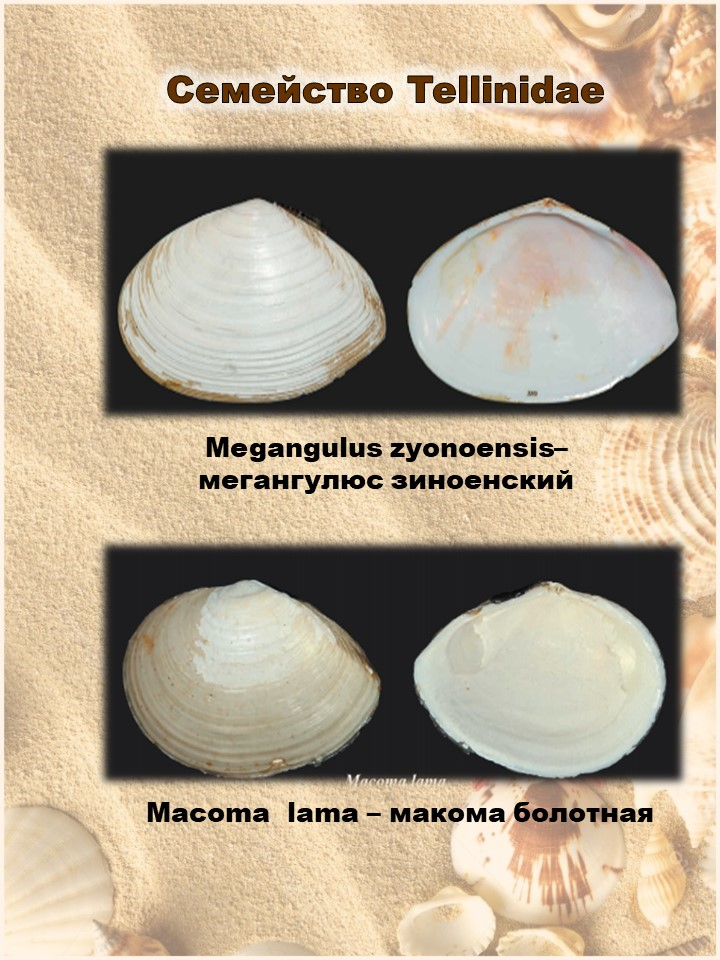 Семейство Tellinidae
Megangulus zyonoensis–
мегангулюс зиноенский
Macoma lama
Macoma  lama – макома болотная